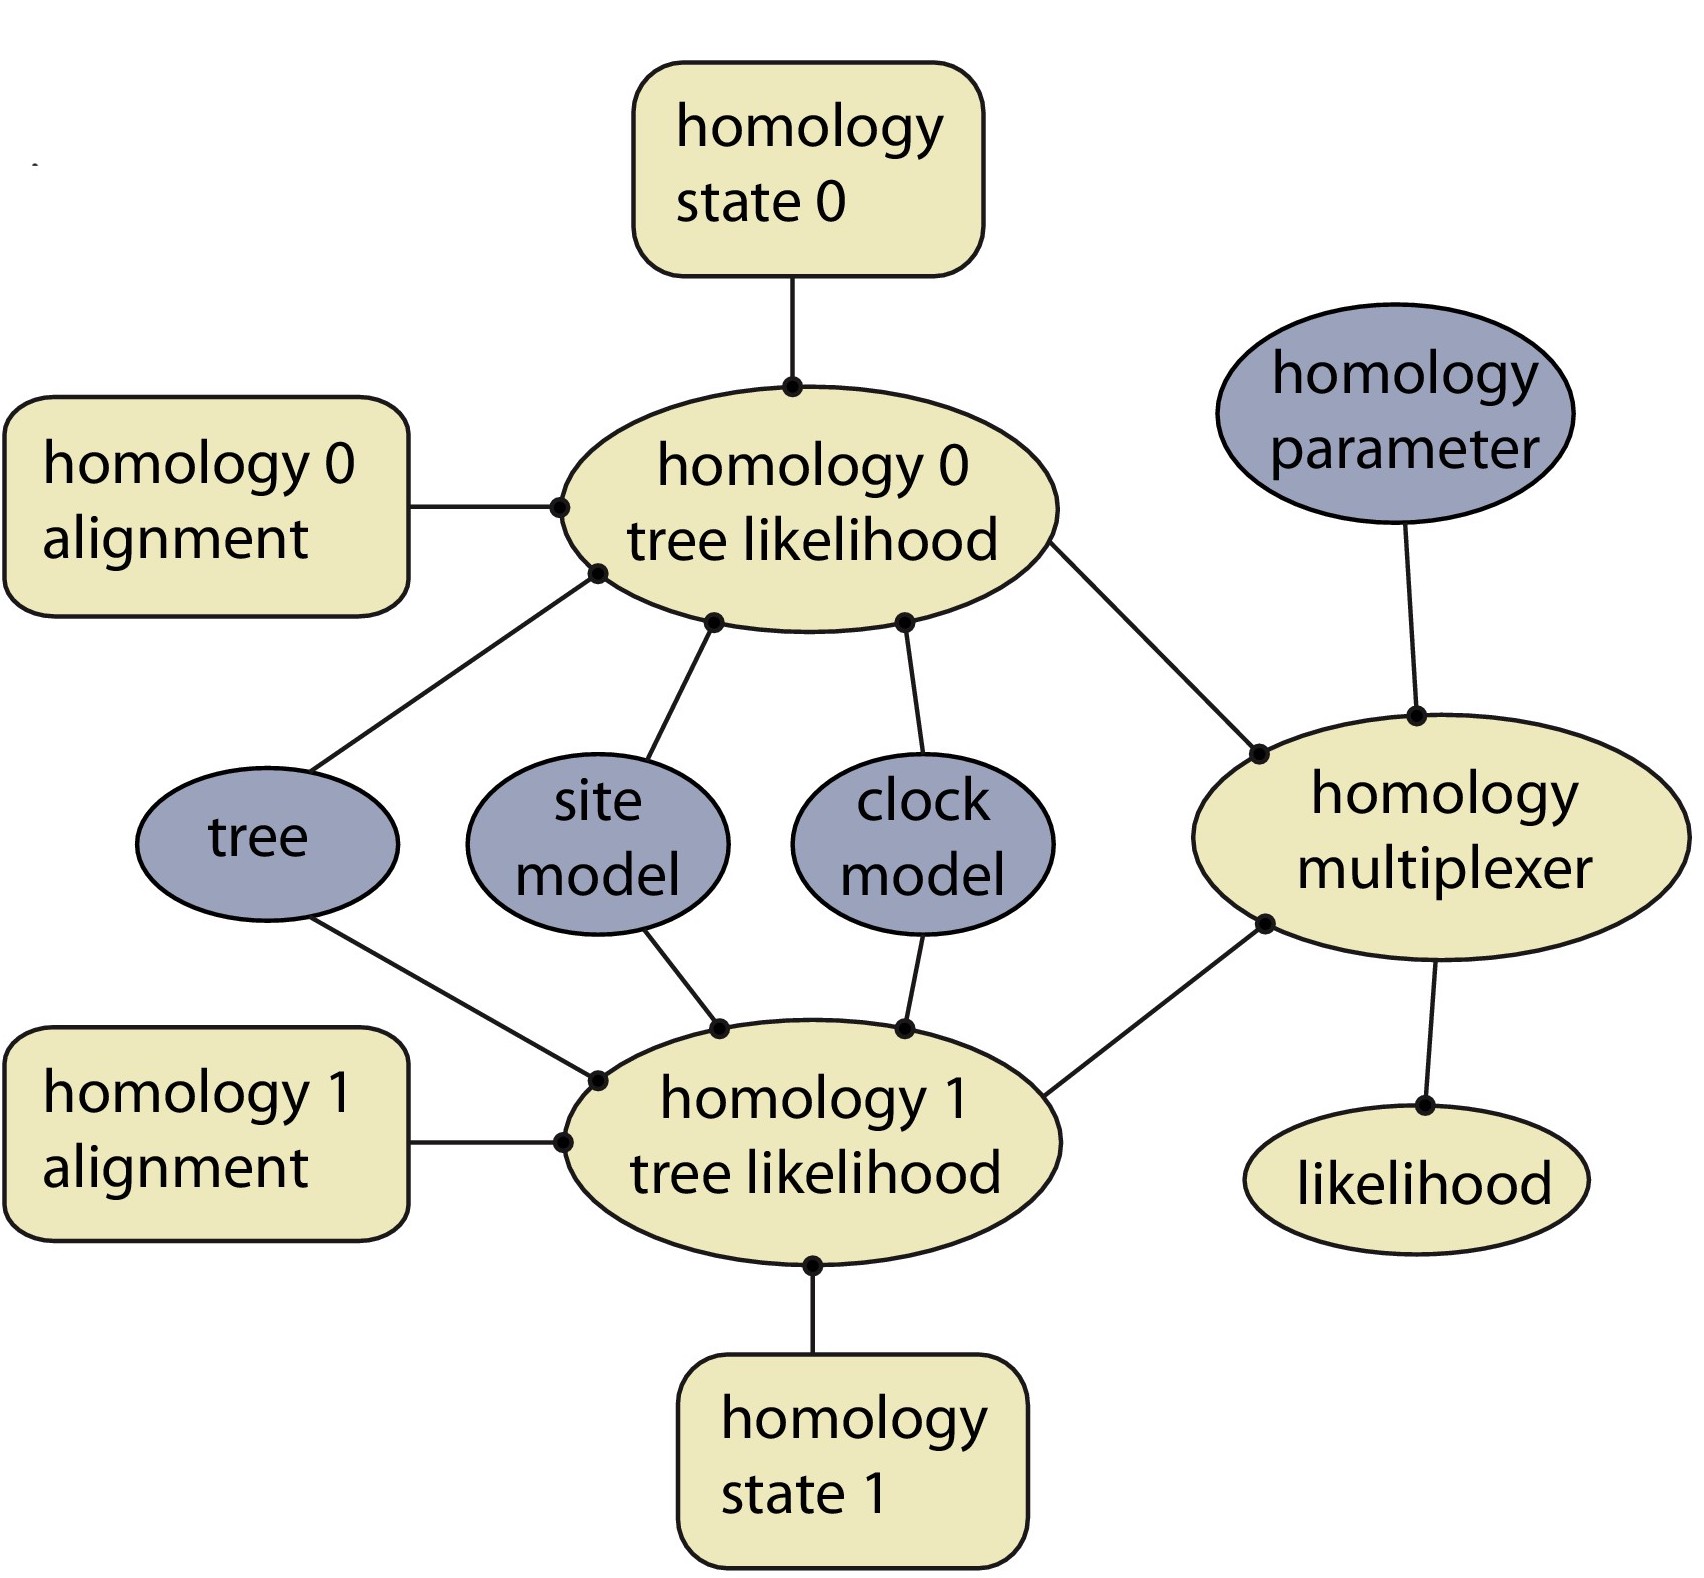 homology
state 0
homology
parameter
homology 0
alignment
homology 0
tree likelihood
tree
site
model
clock
model
homology
multiplexer
homology 1
alignment
homology 1
tree likelihood
likelihood
homology
state 1